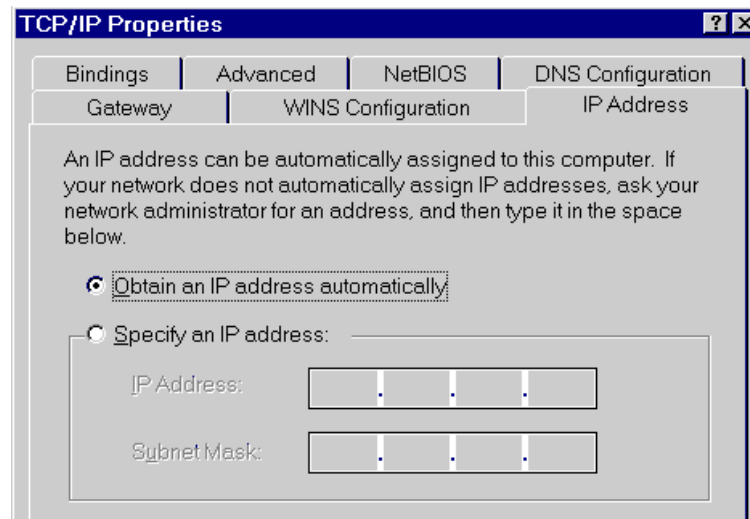 TCP/IP Properties
Bindings Advanced NetBIOS DNS Configuration
Gateway WINS Configuration IP Address
An IP address can be automatically assigned to this computer. If
your network does not automatically assign IP addresses, ask your
network administrator for an address, and then type it in the space
below.
Obtain an IP address automatically
Specify an IP address:
IP Address:
Subnet Mask: